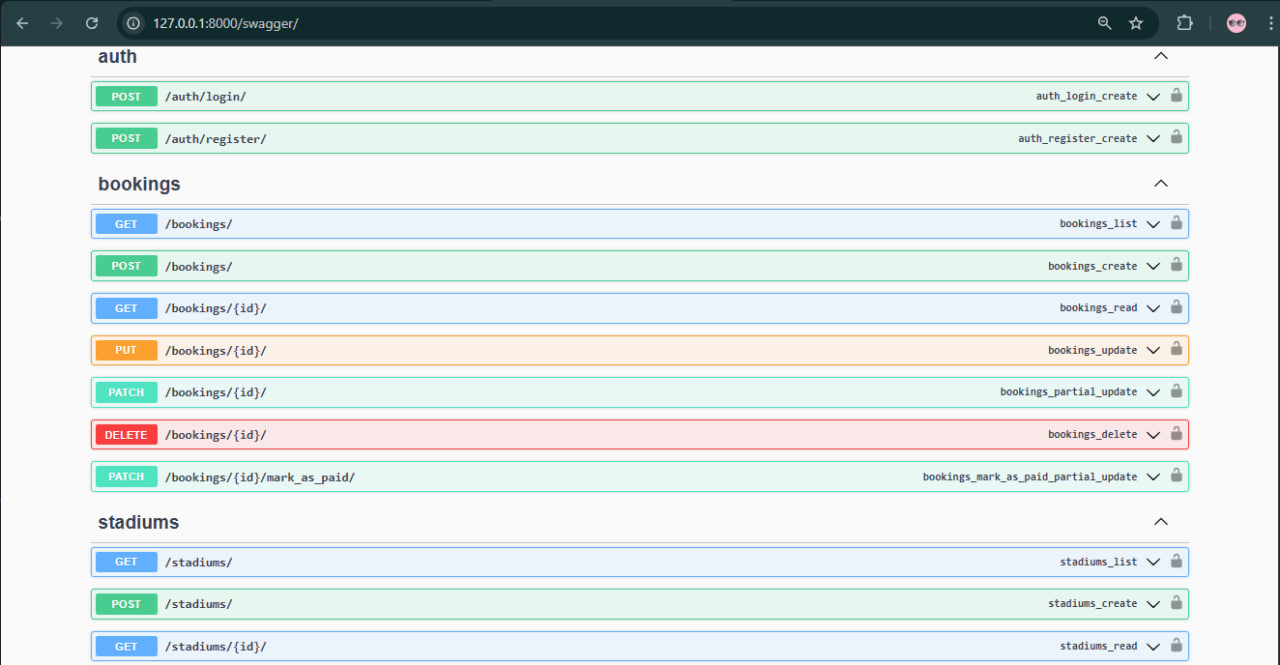 127.0.0.1:8000/swagger/
auth
POST /auth/login/ auth_login_create
POST /auth/register/ auth_register_create
bookings
GET /bookings/ bookings_list
POST /bookings/ bookings_create
GET /bookings/{id}/ bookings_read
PUT /bookings/{id}/ bookings_update
PATCH /bookings/{id}/ bookings_partial_update
DELETE /bookings/{id}/ bookings_delete
PATCH /bookings/{id}/mark_as_paid/ bookings_mark_as_paid_partial_update
stadiums
GET /stadiums/ stadiums_list
POST /stadiums/ stadiums_create
GET /stadiums/{id}/ stadiums_read